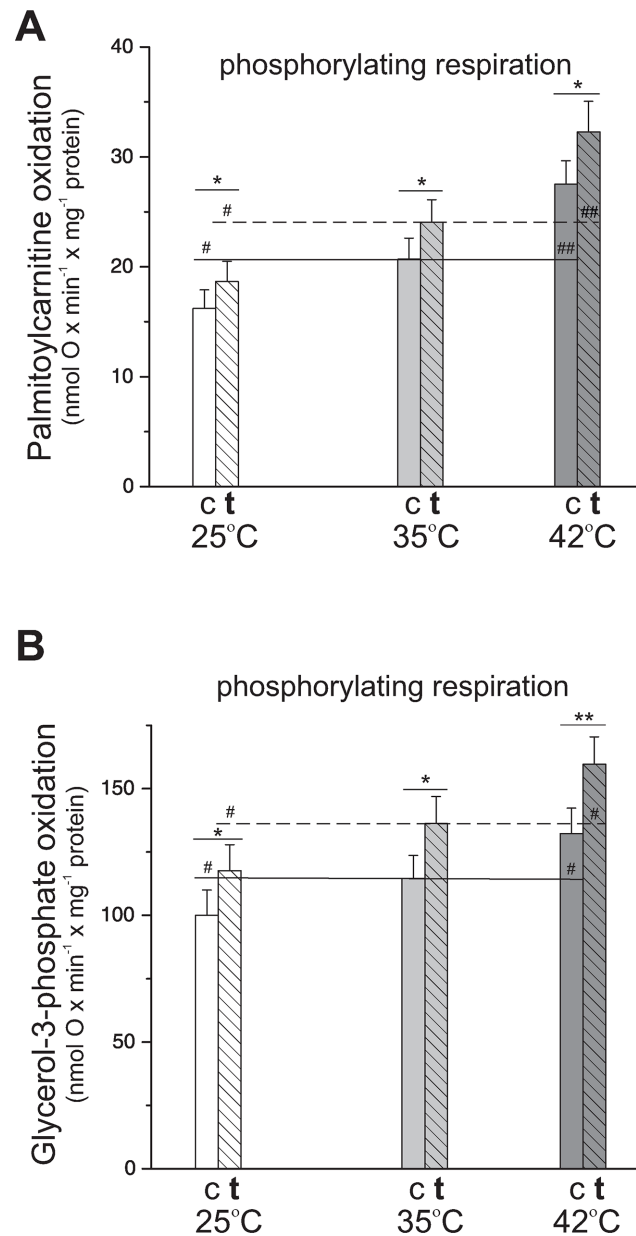 A
phosphorylating respiration
Palmitoylcarnitine oxidation
(nmol O x min⁻¹ x mg⁻¹ protein)
40
30
20
10
0
*
#
#
*
*
##
##
c t
c t
c t
25°C
35°C
42°C
B
phosphorylating respiration
Glycerol-3-phosphate oxidation
(nmol O x min⁻¹ x mg⁻¹ protein)
150
100
50
0
#
*
#
*
**
#
#
c t
c t
c t
25°C
35°C
42°C